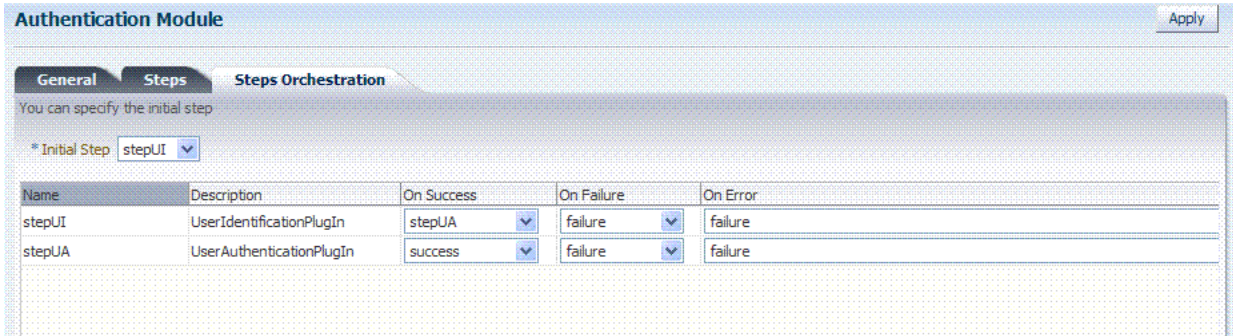 Authentication Module Apply
General Steps Steps Orchestration
You can specify the initial step
* Initial Step stepUI
Name Description On Success On Failure On Error
stepUI UserIdentificationPlugIn stepUA failure failure
stepUA UserAuthenticationPlugIn success failure failure